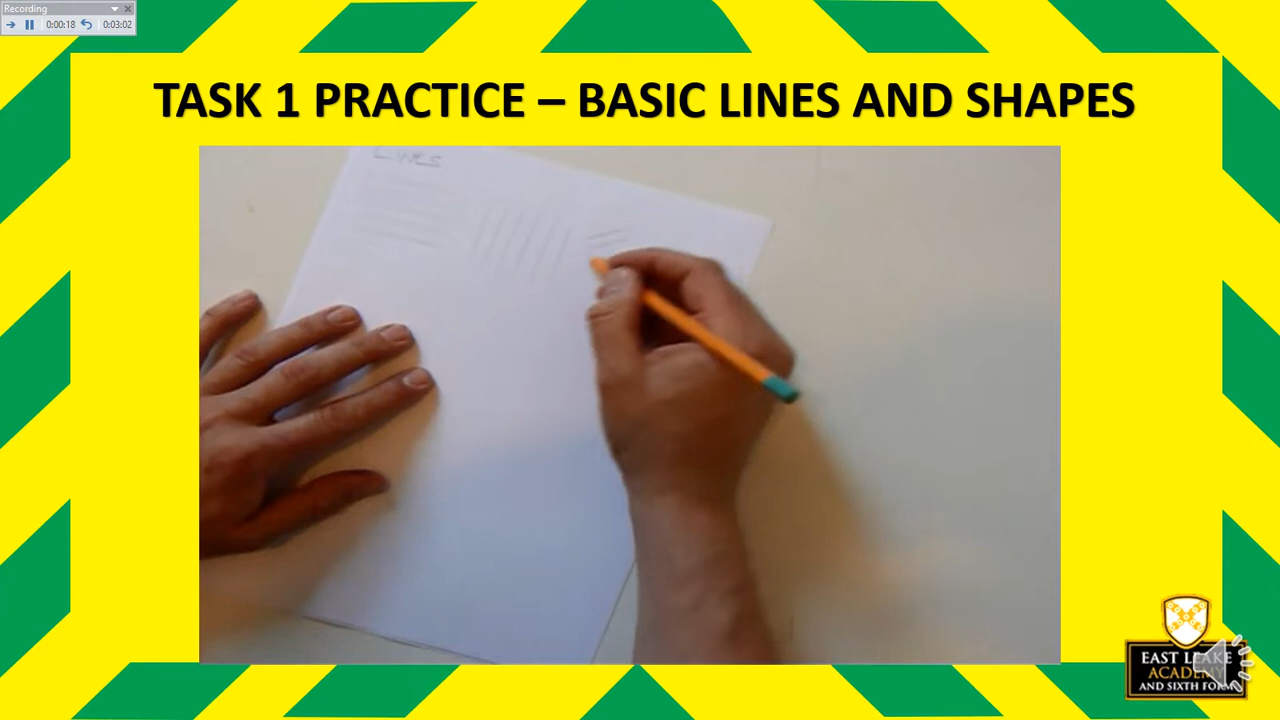 Recording
0:00:18
0:03:02
TASK 1 PRACTICE – BASIC LINES AND SHAPES
LINES
EAST LEAKE
ACADEMY
AND SIXTH FORM